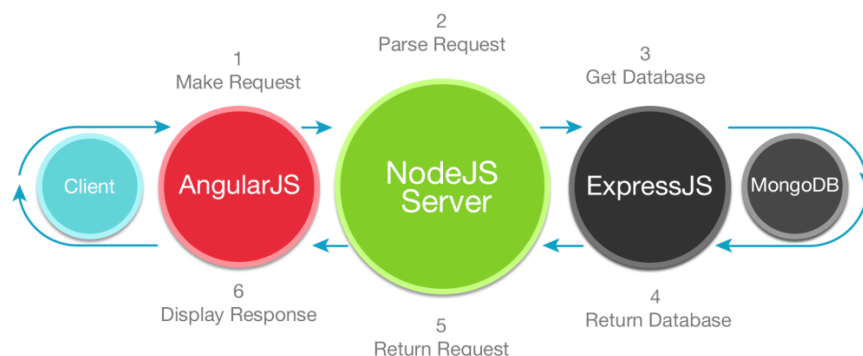 1
Make Request
2
Parse Request
3
Get Database
Client
AngularJS
NodeJS
Server
ExpressJS
MongoDB
6
Display Response
5
Return Request
4
Return Database